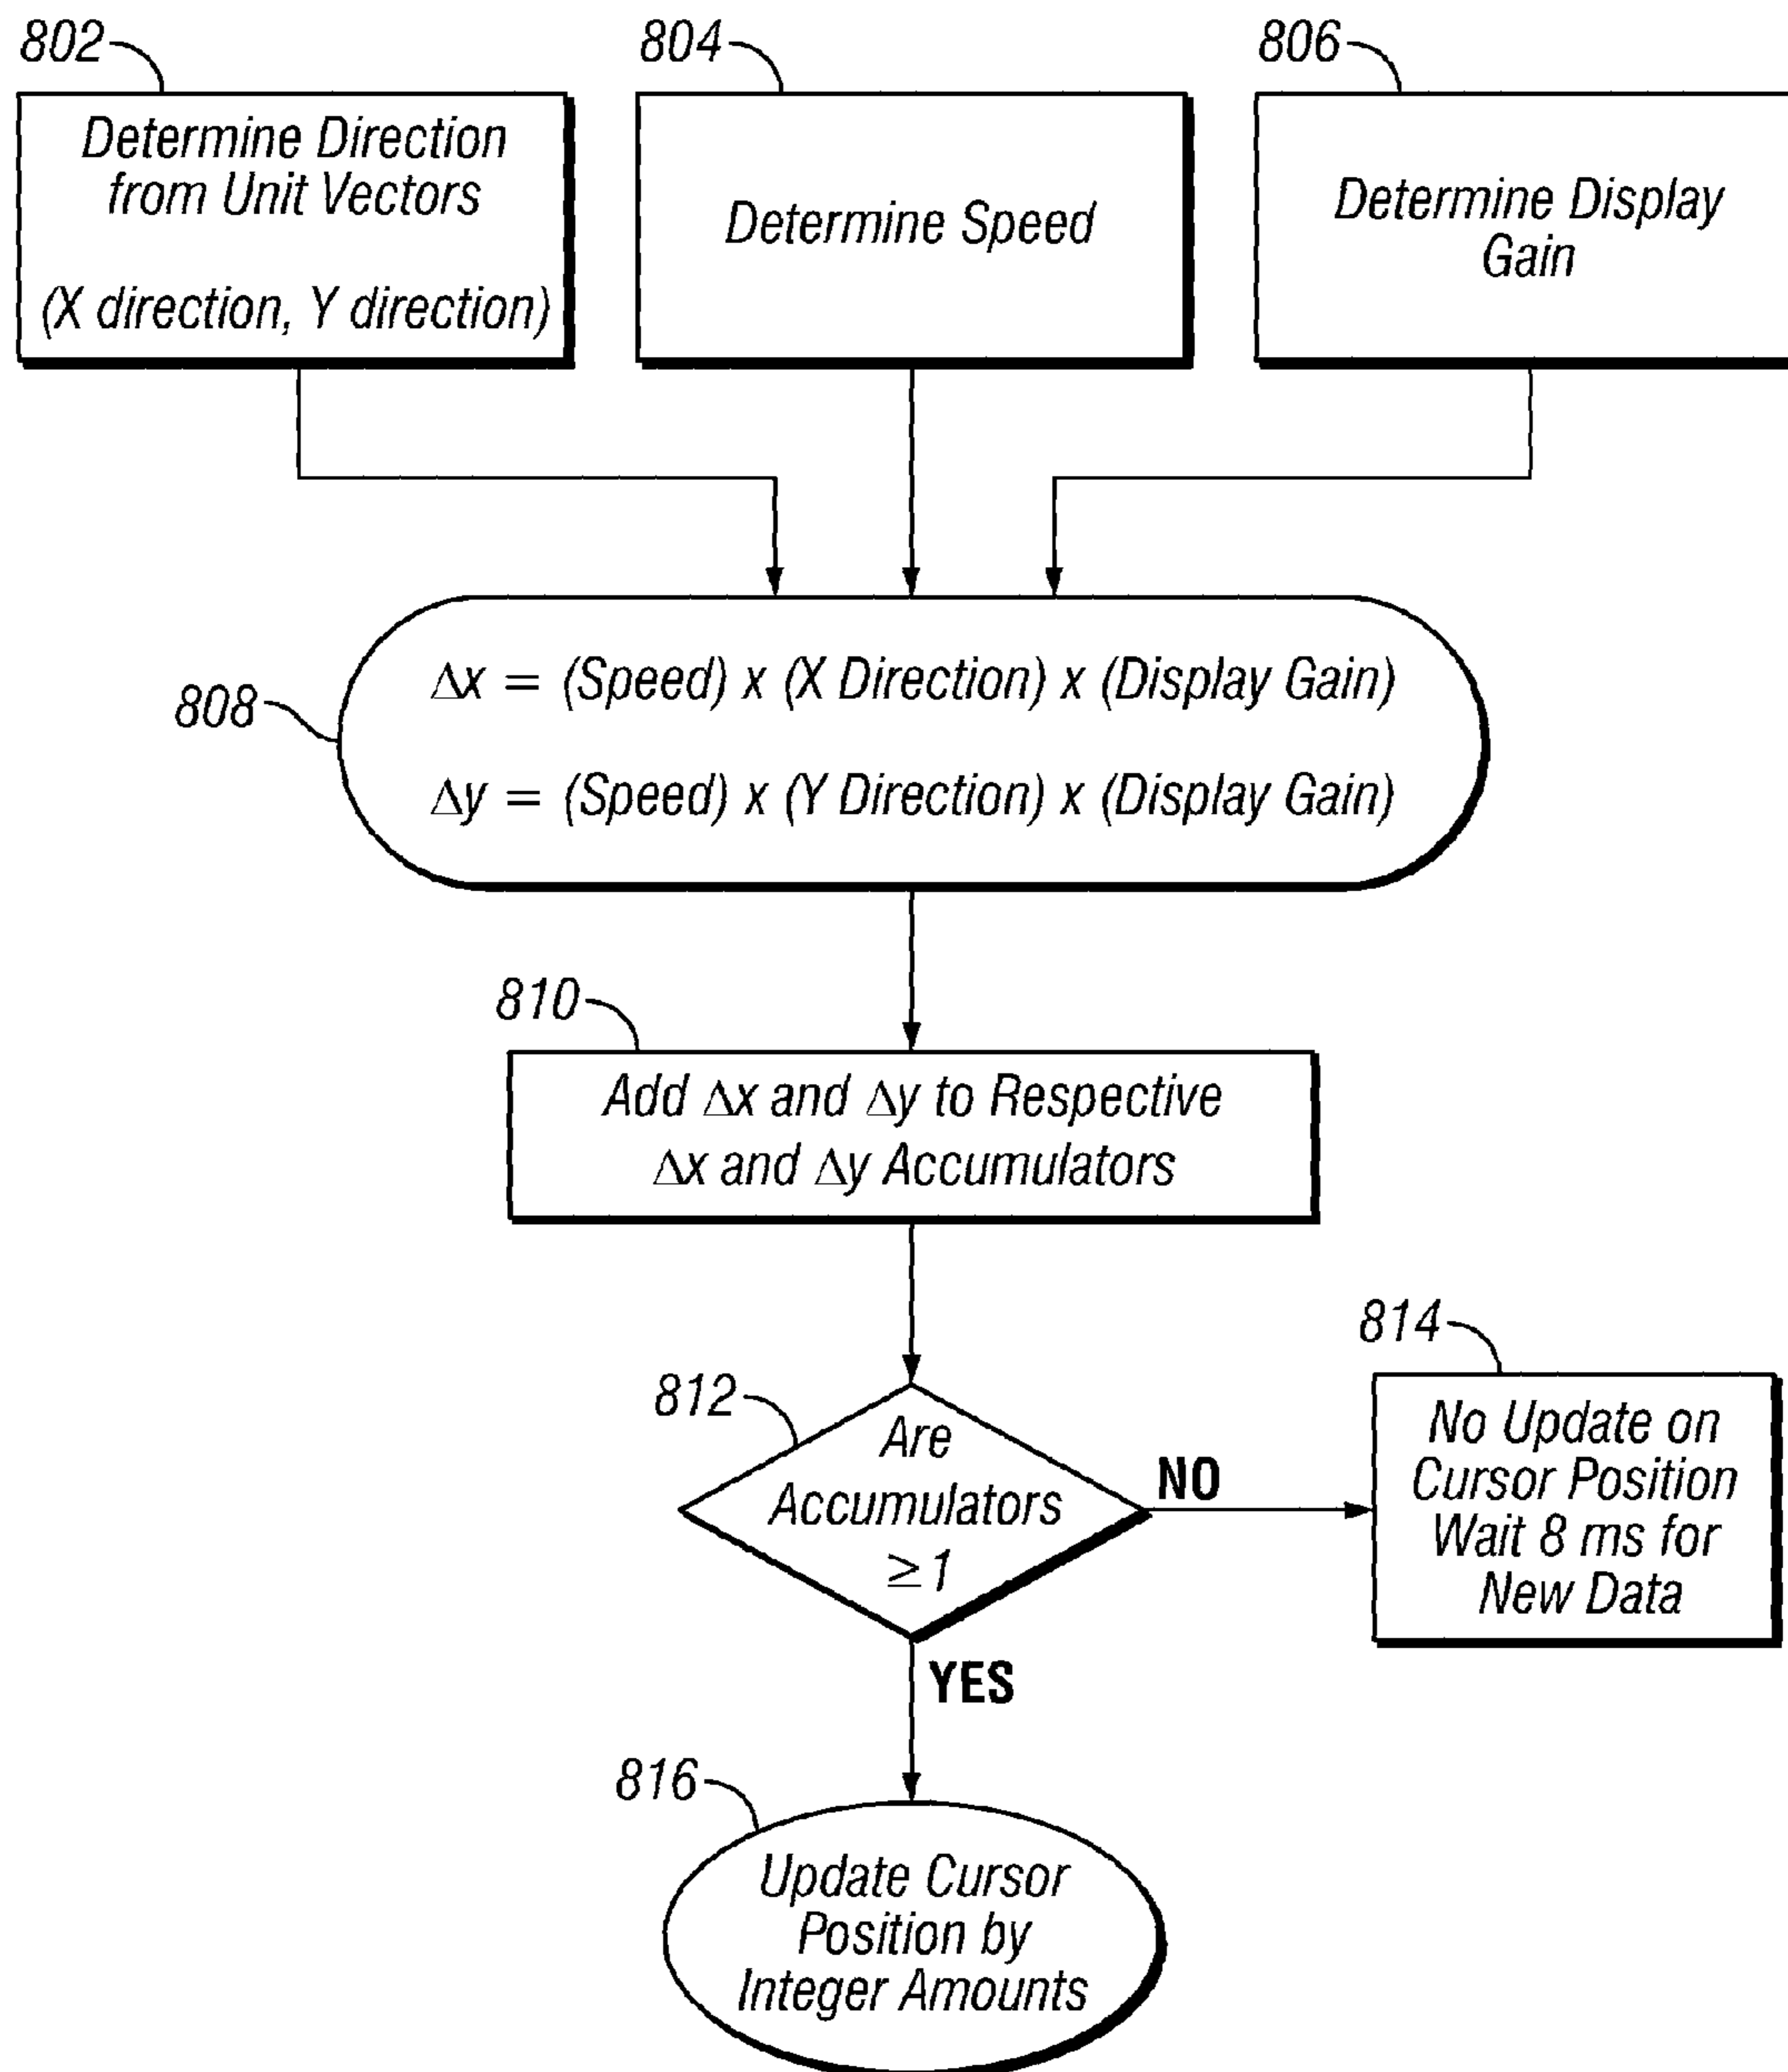 802
Determine Direction
from Unit Vectors
(X direction, Y direction)
804
Determine Speed
806
Determine Display
Gain
808
Δx = (Speed) x (X Direction) x (Display Gain)
Δy = (Speed) x (Y Direction) x (Display Gain)
810
Add Δx and Δy to Respective
Δx and Δy Accumulators
812
Are
Accumulators
≥ 1
NO
814
No Update on
Cursor Position
Wait 8 ms for
New Data
YES
816
Update Cursor
Position by
Integer Amounts